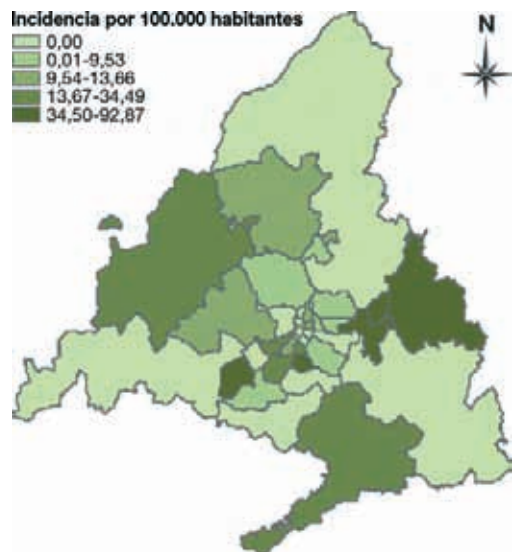 Incidencia por 100.000 habitantes
N
0,00
0,01-9,53
9,54-13,66
13,67-34,49
34,50-92,87